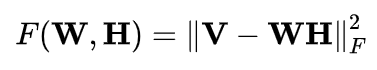 F(𝐖, 𝐇) = ‖𝐕 − 𝐖𝐇‖²_F